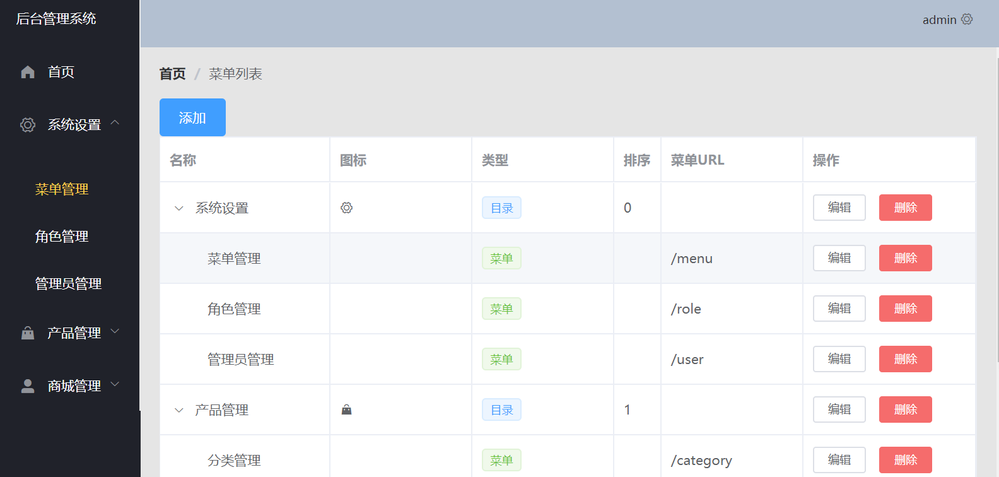 后台管理系统
admin
首页
系统设置
菜单管理
角色管理
管理员管理
产品管理
商城管理
首页 / 菜单列表
添加
名称 图标 类型 排序 菜单URL 操作
系统设置 目录 0 编辑 删除
菜单管理 菜单 /menu 编辑 删除
角色管理 菜单 /role 编辑 删除
管理员管理 菜单 /user 编辑 删除
产品管理 目录 1 编辑 删除
分类管理 菜单 /category 编辑 删除